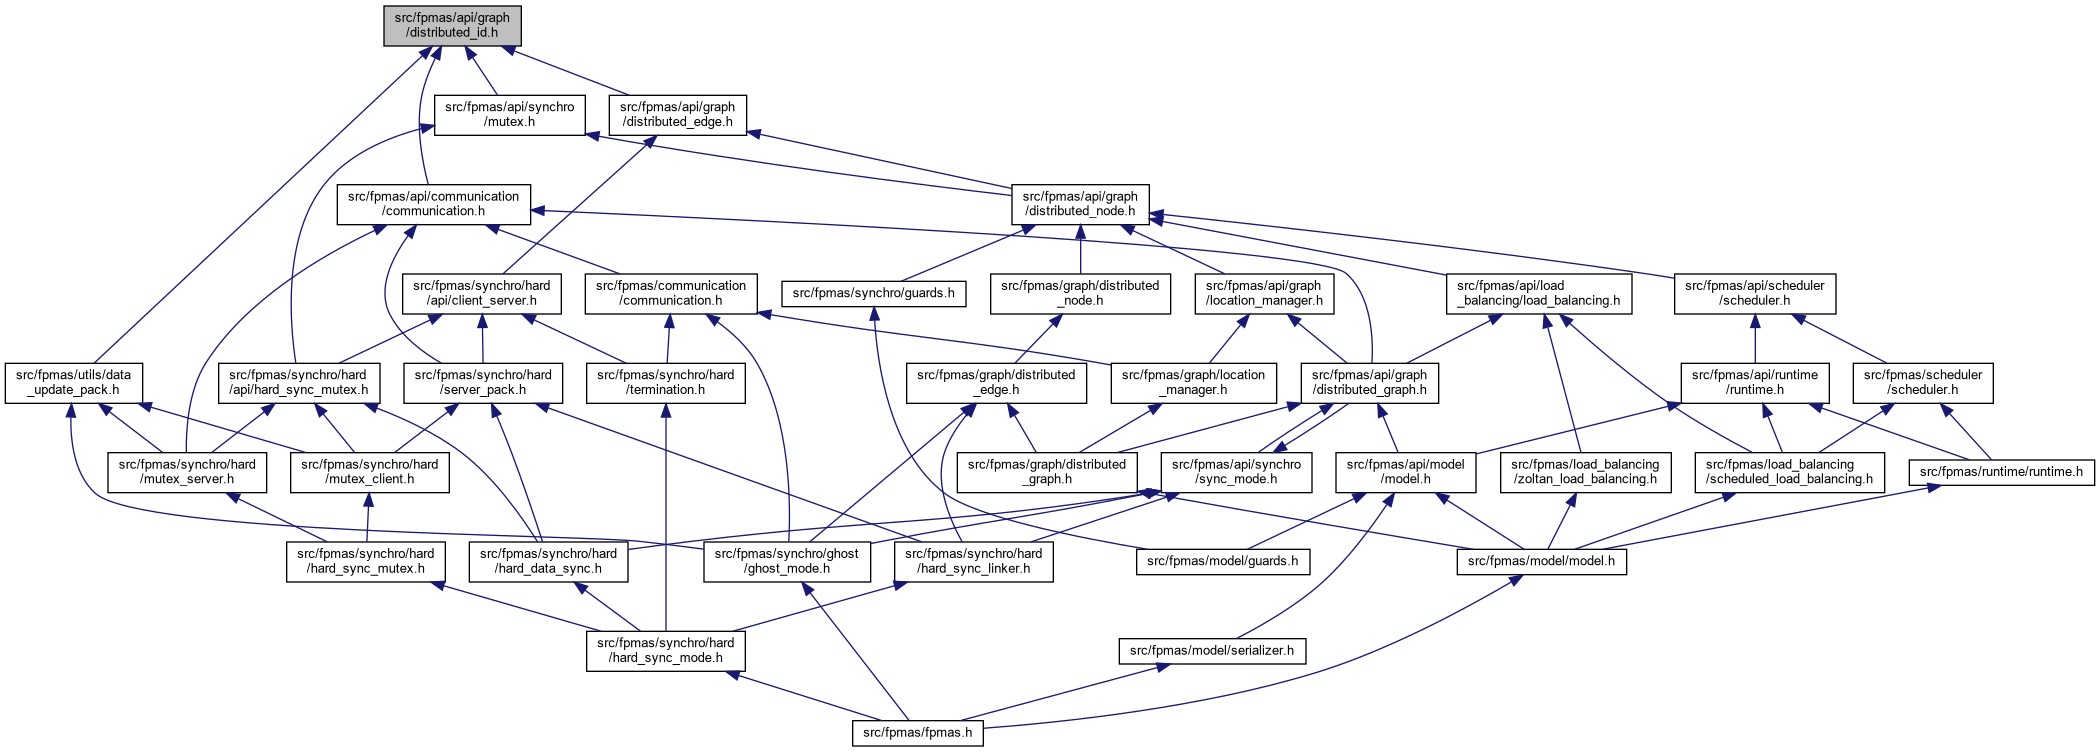 src/fpmas/api/graph
/distributed_id.h
src/fpmas/api/synchro
/mutex.h
src/fpmas/api/graph
/distributed_edge.h
src/fpmas/api/communication
/communication.h
src/fpmas/api/graph
/distributed_node.h
src/fpmas/synchro/hard
/api/client_server.h
src/fpmas/communication
/communication.h
src/fpmas/synchro/guards.h
src/fpmas/graph/distributed
_node.h
src/fpmas/api/graph
/location_manager.h
src/fpmas/api/load
_balancing/load_balancing.h
src/fpmas/api/scheduler
/scheduler.h
src/fpmas/utils/data
_update_pack.h
src/fpmas/synchro/hard
/api/hard_sync_mutex.h
src/fpmas/synchro/hard
/server_pack.h
src/fpmas/synchro/hard
/termination.h
src/fpmas/graph/distributed
_edge.h
src/fpmas/graph/location
_manager.h
src/fpmas/api/graph
/distributed_graph.h
src/fpmas/api/runtime
/runtime.h
src/fpmas/scheduler
/scheduler.h
src/fpmas/synchro/hard
/mutex_server.h
src/fpmas/synchro/hard
/mutex_client.h
src/fpmas/graph/distributed
_graph.h
src/fpmas/api/synchro
/sync_mode.h
src/fpmas/api/model
/model.h
src/fpmas/load_balancing
/zoltan_load_balancing.h
src/fpmas/load_balancing
/scheduled_load_balancing.h
src/fpmas/runtime/runtime.h
src/fpmas/synchro/hard
/hard_sync_mutex.h
src/fpmas/synchro/hard
/hard_data_sync.h
src/fpmas/synchro/ghost
/ghost_mode.h
src/fpmas/synchro/hard
/hard_sync_linker.h
src/fpmas/model/guards.h
src/fpmas/model/model.h
src/fpmas/synchro/hard
/hard_sync_mode.h
src/fpmas/model/serializer.h
src/fpmas/fpmas.h